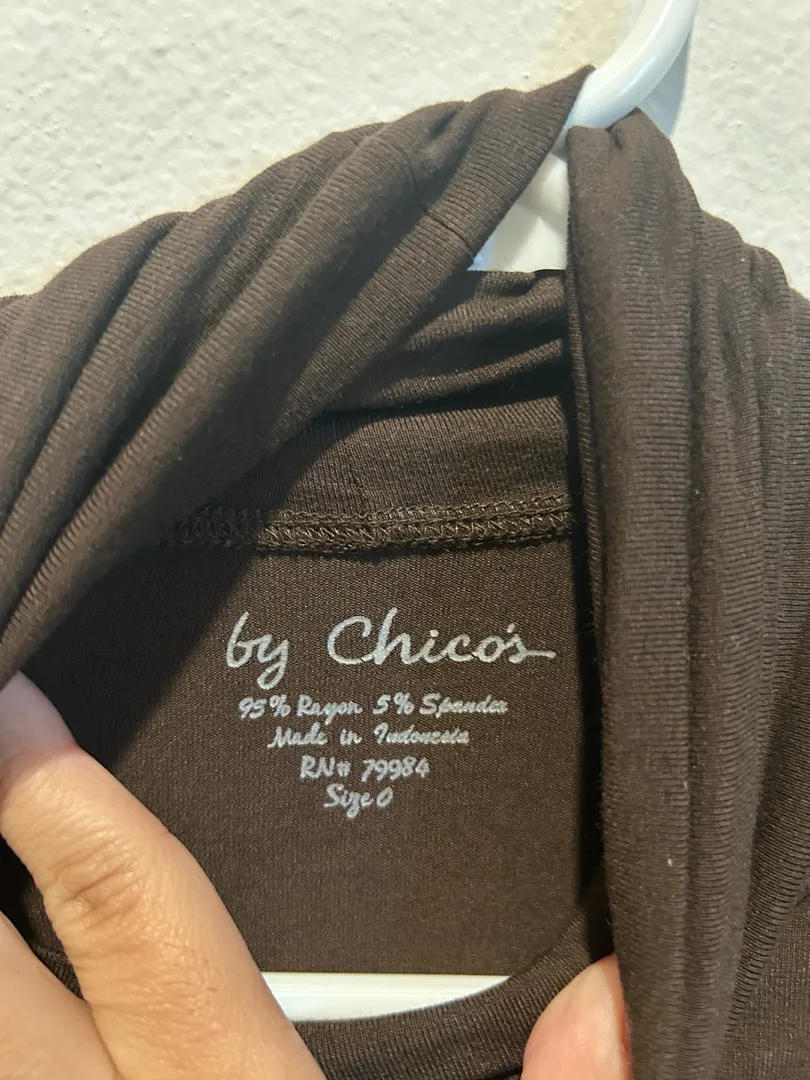 by Chico's
95% Rayon 5% Spandex
Made in Indonesia
RN# 79984
Size 0